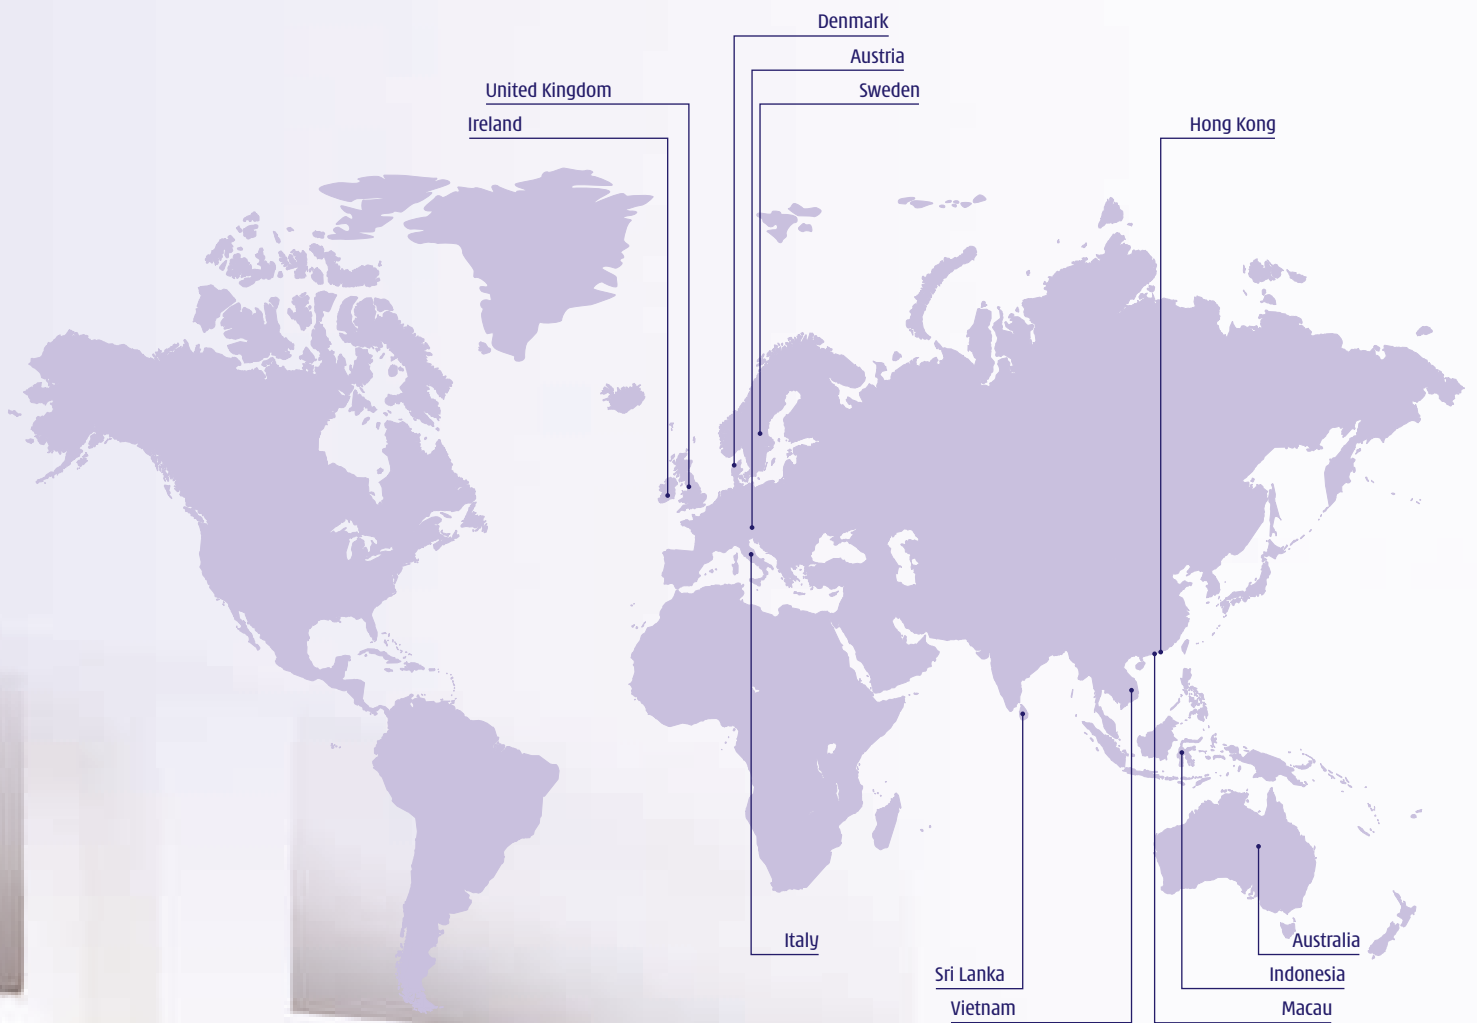 Denmark
Austria
United Kingdom
Sweden
Ireland
Hong Kong
Italy
Australia
Sri Lanka
Indonesia
Vietnam
Macau